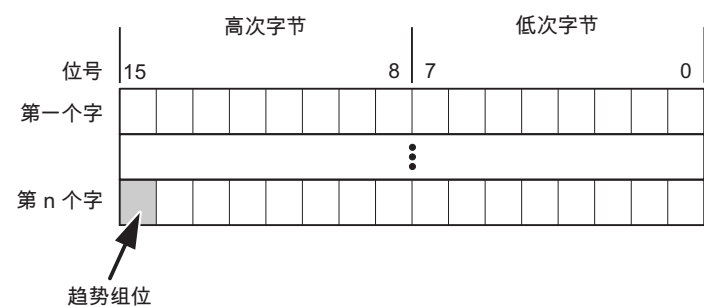 高次字节 低次字节
位号 15 8 7 0
第一个字
第 n 个字
趋势组位